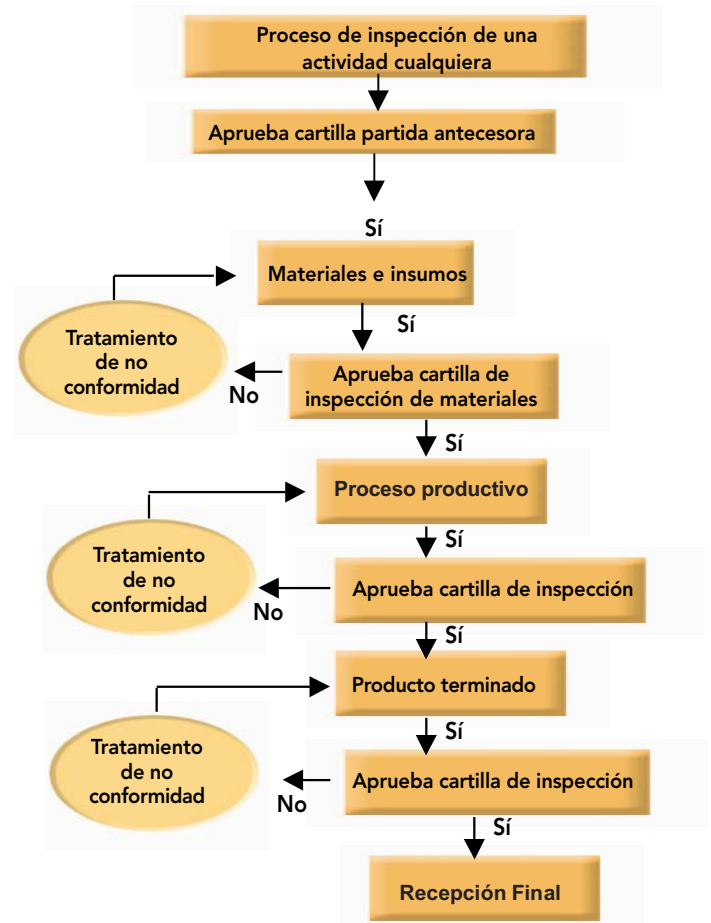 Proceso de inspección de una
actividad cualquiera
Aprueba cartilla partida antecesora
Sí
Materiales e insumos
Sí
Tratamiento
de no
conformidad
No
Aprueba cartilla de
inspección de materiales
Sí
Proceso productivo
Sí
Tratamiento
de no
conformidad
No
Aprueba cartilla de inspección
Sí
Producto terminado
Sí
Tratamiento
de no
conformidad
No
Aprueba cartilla de inspección
Sí
Recepción Final